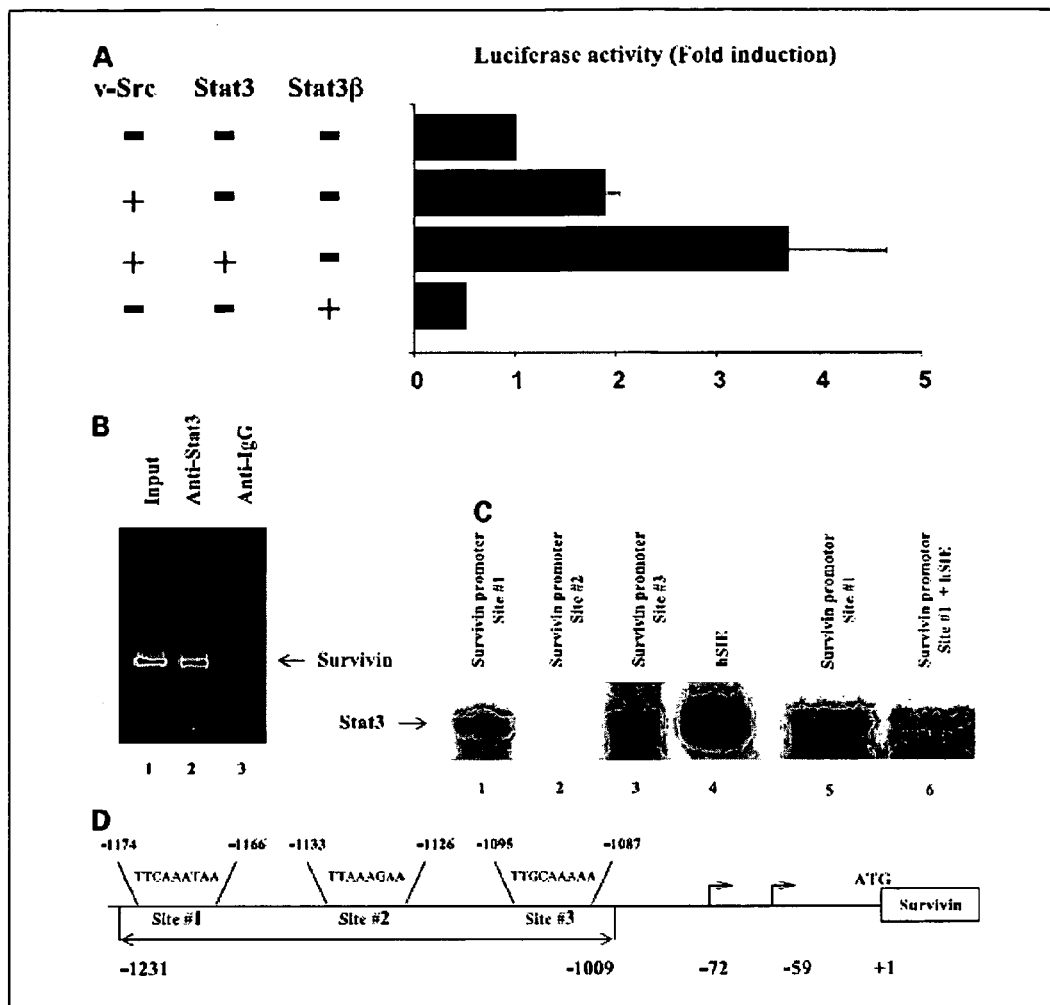 A
Luciferase activity (Fold induction)
v-Src Stat3 Stat3β
- - -
+ - -
+ + -
- - +
0 1 2 3 4 5
B
Input
Anti-Stat3
Anti-IgG
← Survivin
1 2 3
C
Survivin promoter
Site #1
Survivin promoter
Site #2
Survivin promoter
Site #3
hSIE
Survivin promotor
Site #1
Survivin promotor
Site #1 + hSIE
Stat3 →
1 2 3 4 5 6
D
-1174 -1166 -1133 -1126 -1095 -1087
TTCAAATAA TTAAAGAA TTGCAAAAA ATG
Site #1 Site #2 Site #3 Survivin
-1231 -1009 -72 -59 +1